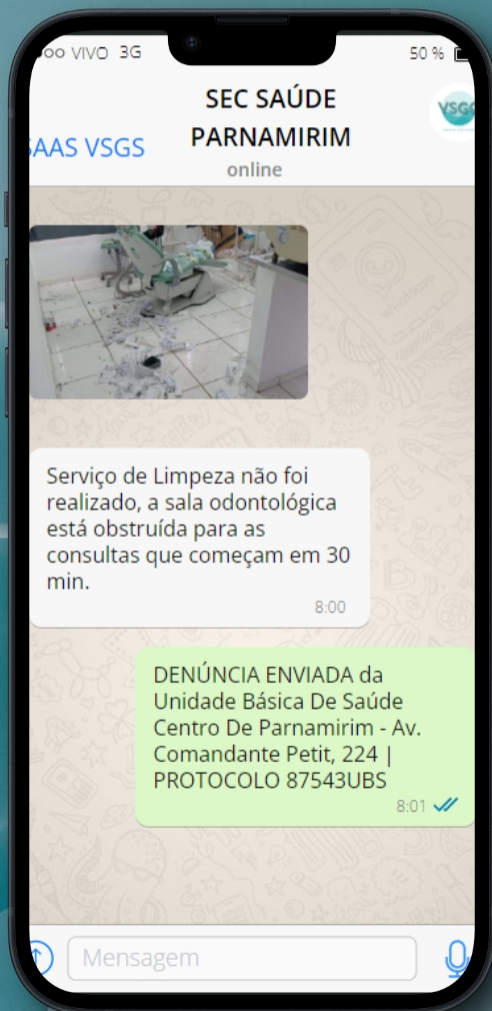 VIVO 3G
50 %
SEC SAÚDE
PARNAMIRIM
online
SAAS VSGS
VSGS
Serviço de Limpeza não foi
realizado, a sala odontológica
está obstruída para as
consultas que começam em 30
min.
8:00
DENÚNCIA ENVIADA da
Unidade Básica De Saúde
Centro De Parnamirim - Av.
Comandante Petit, 224 |
PROTOCOLO 87543UBS
8:01
Mensagem